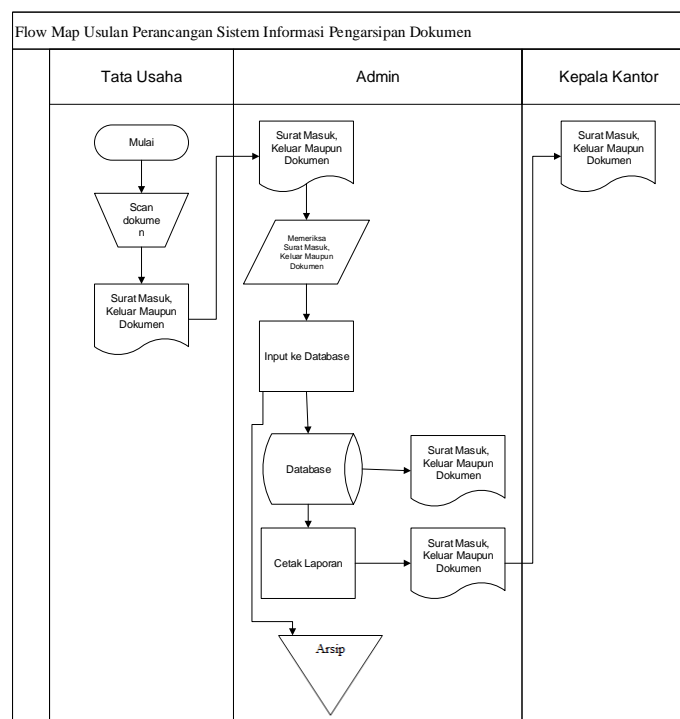 Flow Map Usulan Perancangan Sistem Informasi Pengarsipan Dokumen
Tata Usaha
Admin
Kepala Kantor
Mulai
Scan
dokume
n
Surat Masuk,
Keluar Maupun
Dokumen
Surat Masuk,
Keluar Maupun
Dokumen
Memeriksa
Surat Masuk,
Keluar Maupun
Dokumen
Input ke Database
Database
Surat Masuk,
Keluar Maupun
Dokumen
Cetak Laporan
Surat Masuk,
Keluar Maupun
Dokumen
Arsip
Surat Masuk,
Keluar Maupun
Dokumen